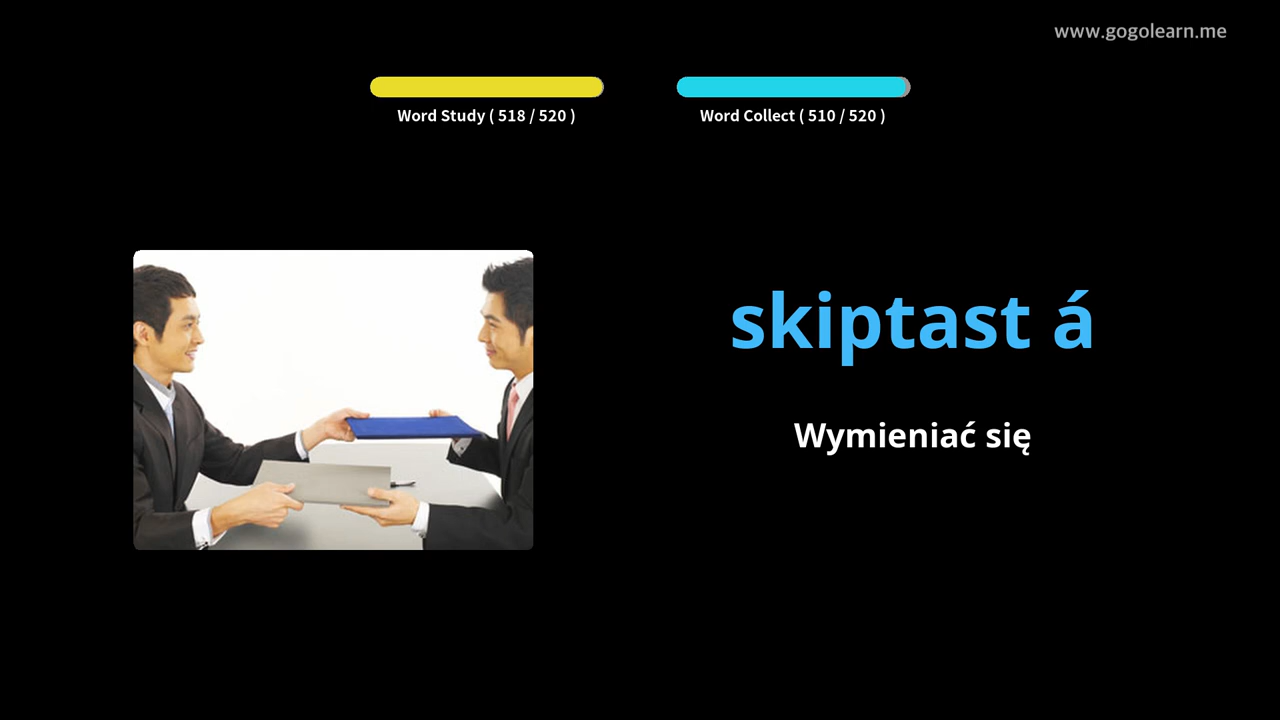 www.gogolearn.me
Word Study ( 518 / 520 )
Word Collect ( 510 / 520 )
skiptast á
Wymieniać się